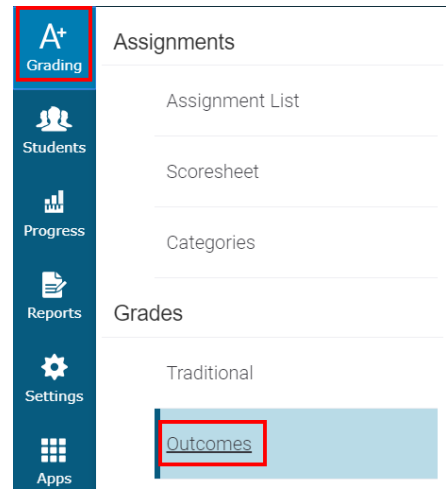 A+
Grading
Students
Progress
Reports
Settings
Apps
Assignments
Assignment List
Scoresheet
Categories
Grades
Traditional
Outcomes